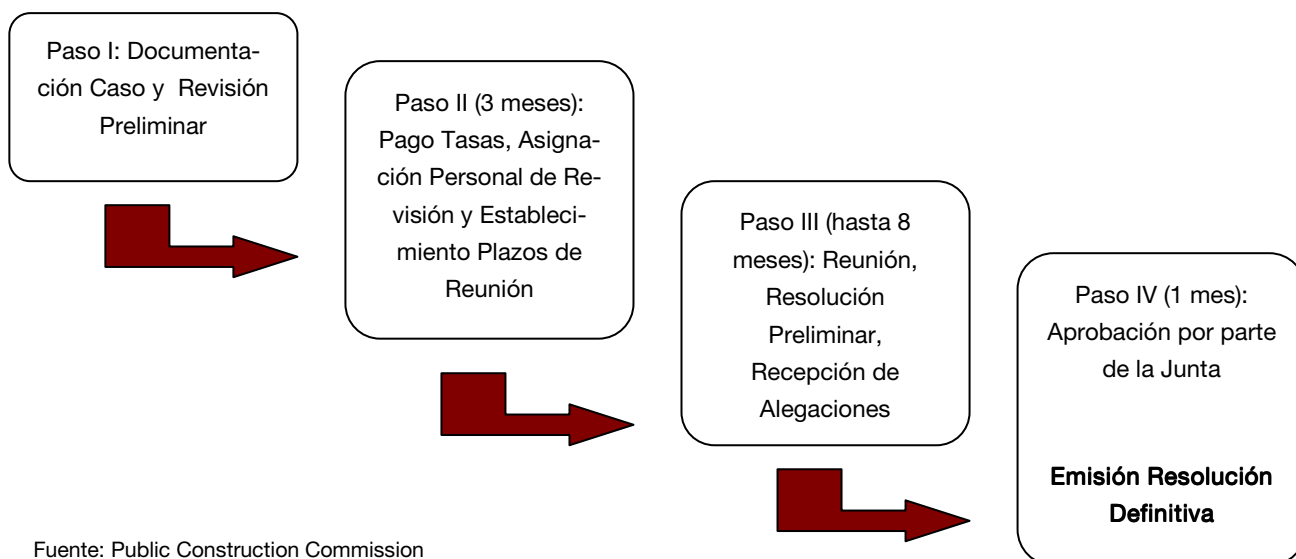 Paso I: Documenta-
ción Caso y  Revisión
Preliminar
Paso II (3 meses):
Pago Tasas, Asigna-
ción Personal de Re-
visión y Estableci-
miento Plazos de
Reunión
Paso III (hasta 8
meses): Reunión,
Resolución
Preliminar,
Recepción de
Alegaciones
Paso IV (1 mes):
Aprobación por parte
de la Junta
Emisión Resolución
Definitiva
Fuente: Public Construction Commission